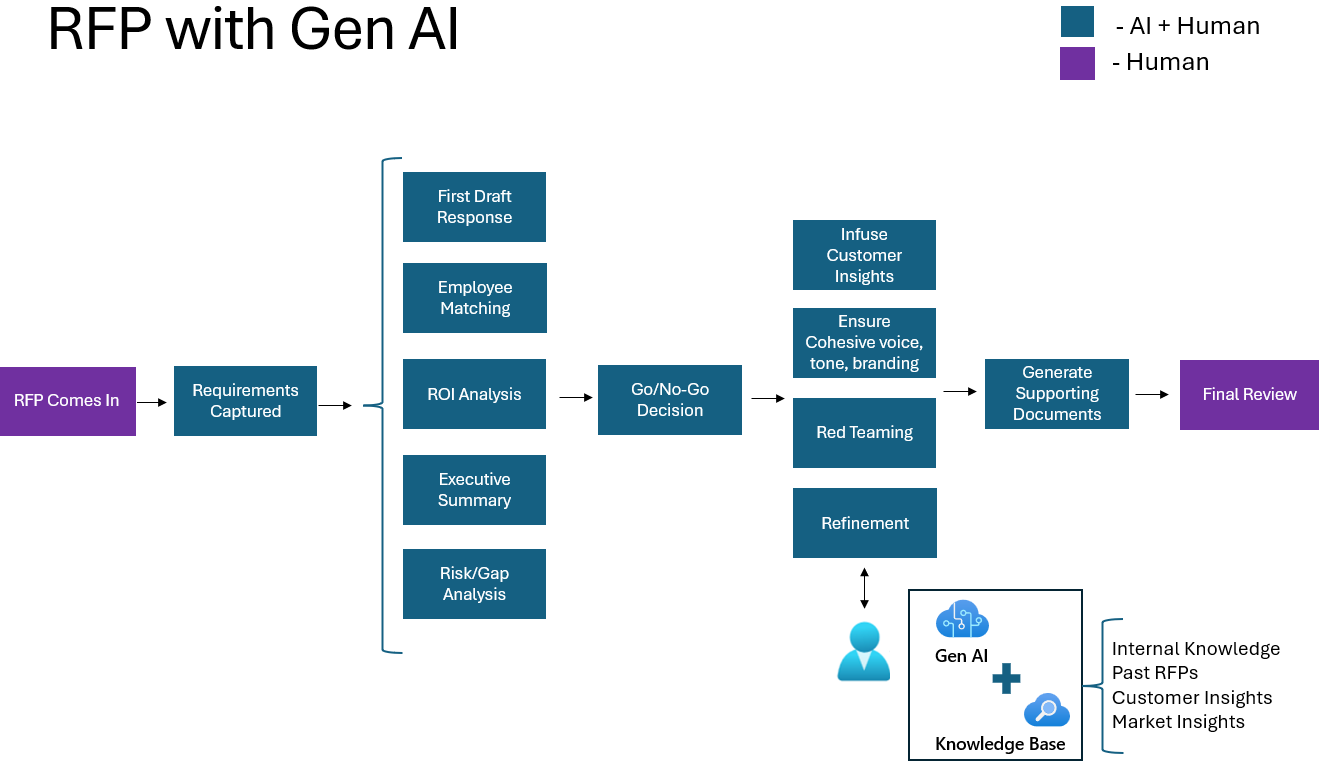 RFP with Gen AI
- AI + Human
- Human
RFP Comes In
Requirements
Captured
First Draft
Response
Employee
Matching
ROI Analysis
Executive
Summary
Risk/Gap
Analysis
Go/No-Go
Decision
Infuse
Customer
Insights
Ensure
Cohesive voice,
tone, branding
Red Teaming
Refinement
Generate
Supporting
Documents
Final Review
Gen AI
Knowledge Base
Internal Knowledge
Past RFPs
Customer Insights
Market Insights